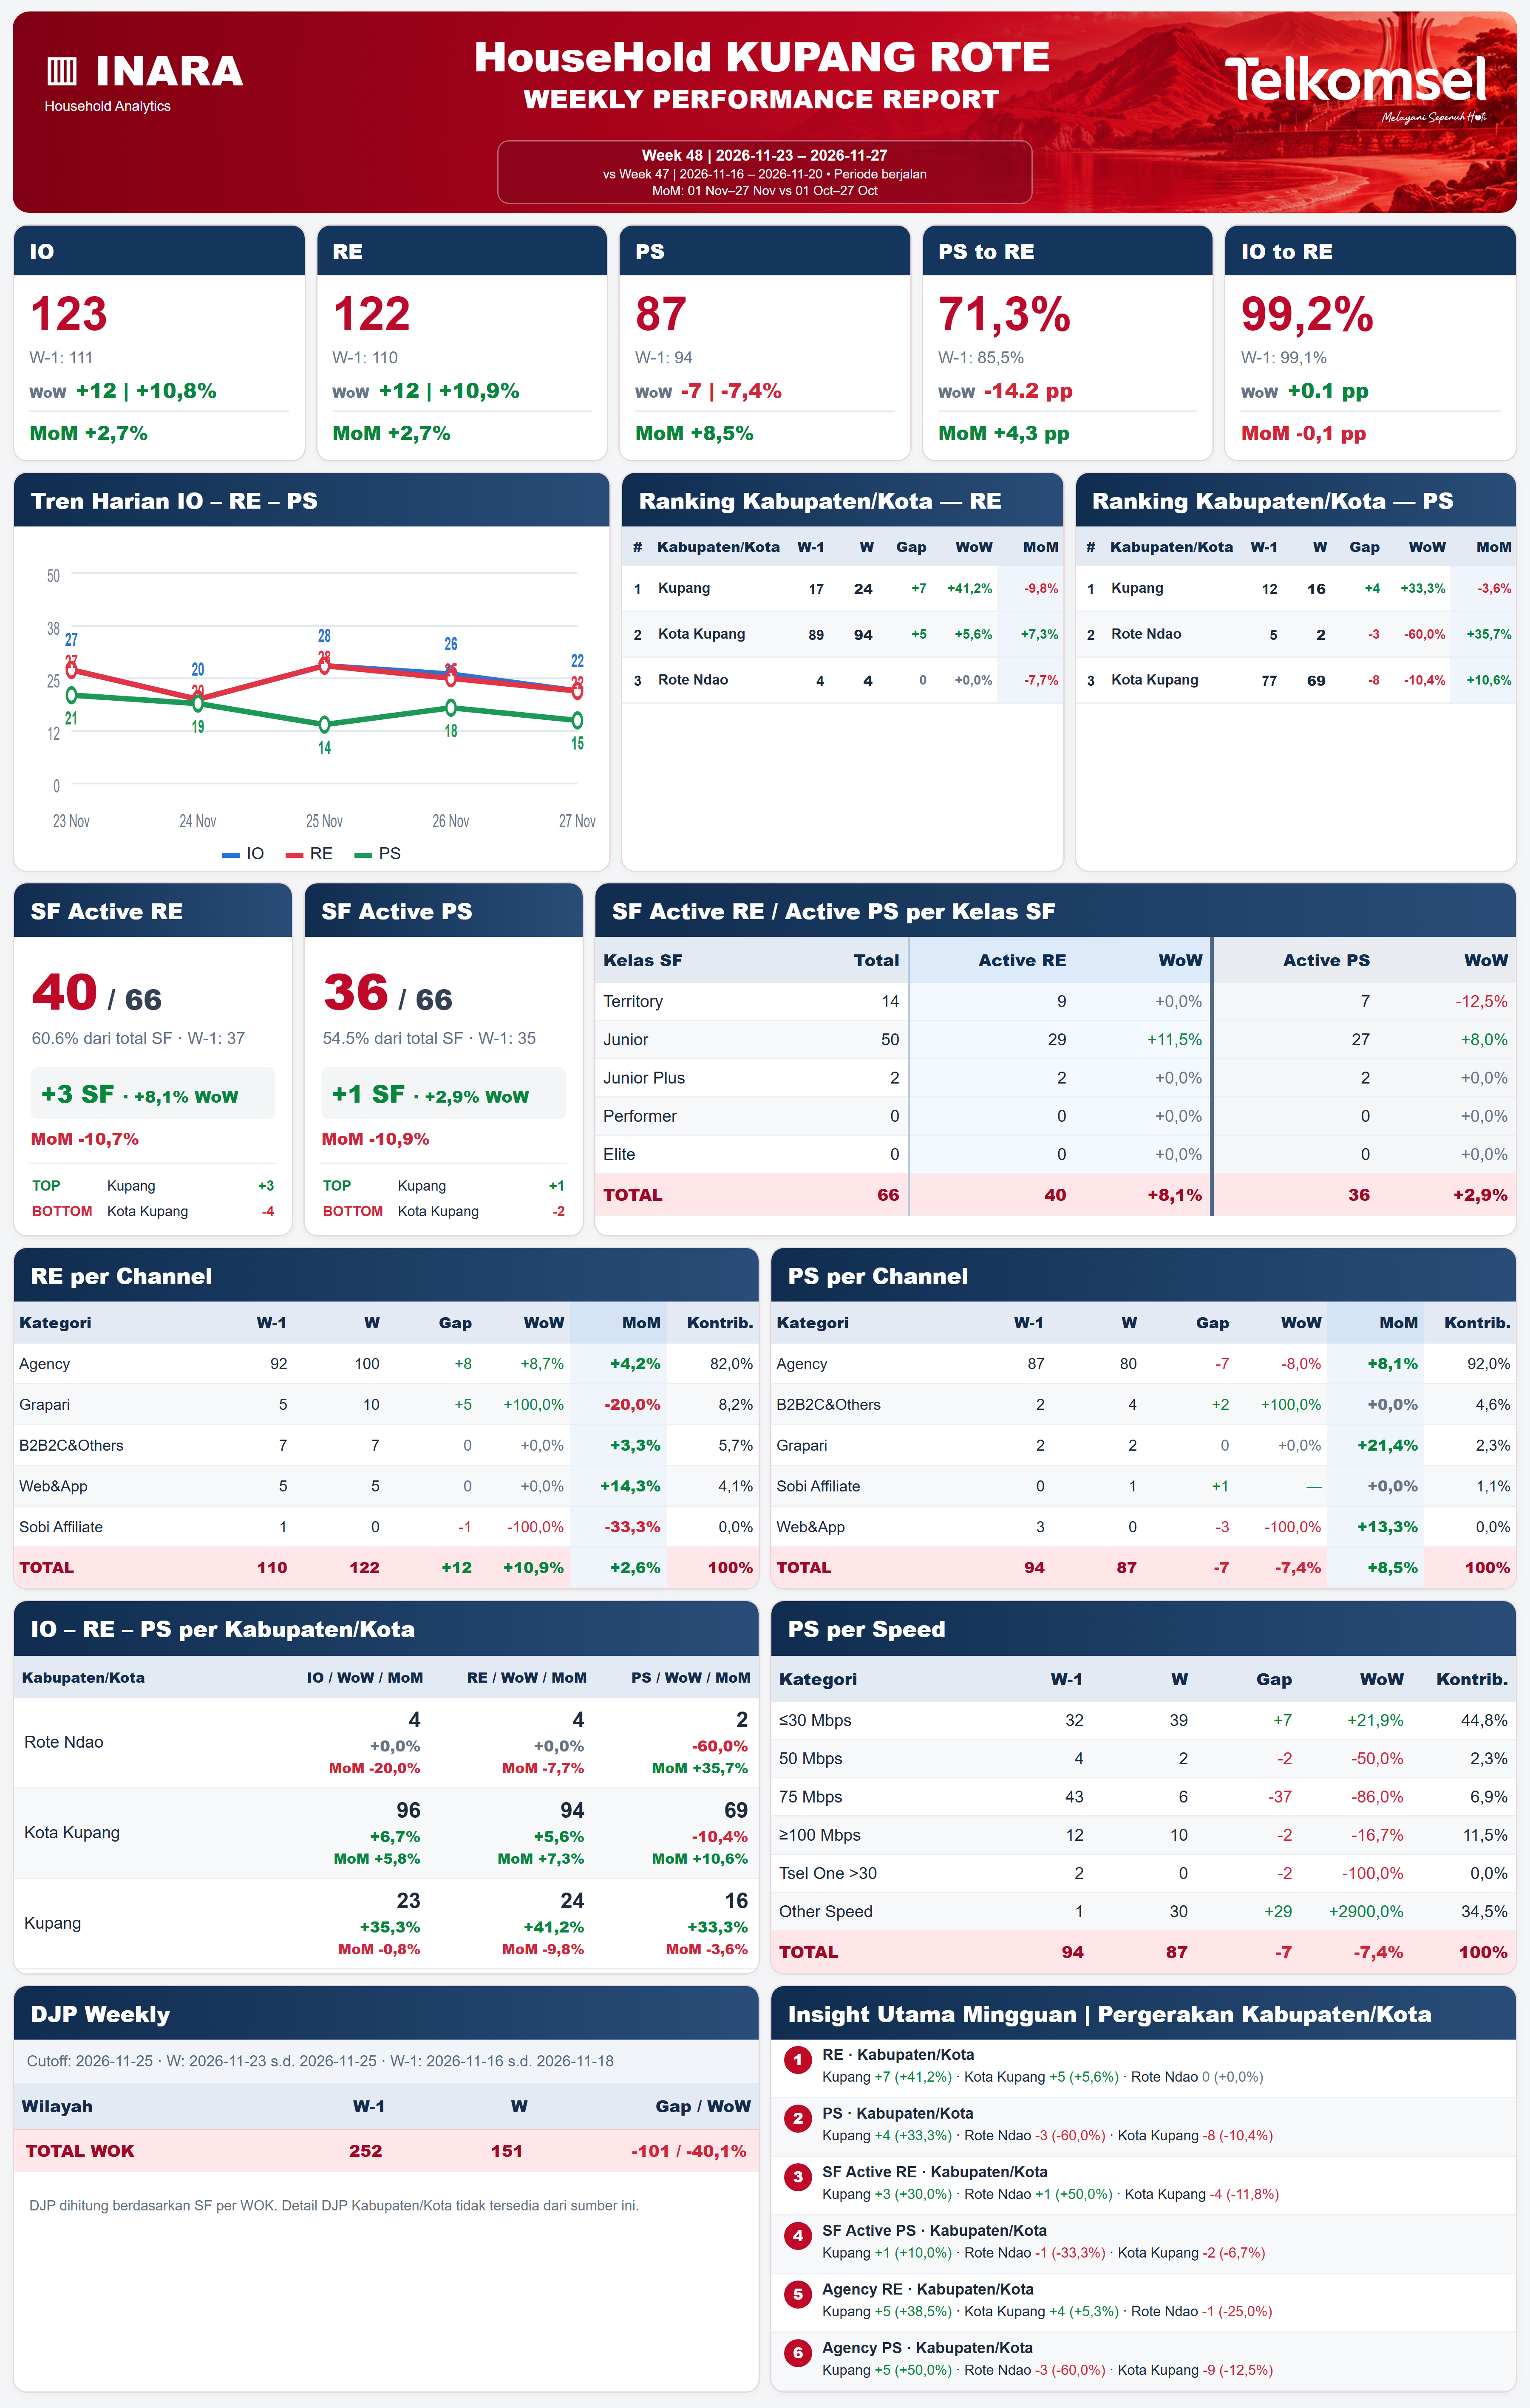 INARA
Household Analytics
HouseHold KUPANG ROTE
WEEKLY PERFORMANCE REPORT
Week 48 | 2026-11-23 – 2026-11-27
vs Week 47 | 2026-11-16 – 2026-11-20 • Periode berjalan
MoM: 01 Nov–27 Nov vs 01 Oct–27 Oct
Telkomsel
Melayani Sepenuh Hati
IO
123
W-1: 111
WoW +12 | +10,8%
MoM +2,7%
RE
122
W-1: 110
WoW +12 | +10,9%
MoM +2,7%
PS
87
W-1: 94
WoW -7 | -7,4%
MoM +8,5%
PS to RE
71,3%
W-1: 85,5%
WoW -14.2 pp
MoM +4,3 pp
IO to RE
99,2%
W-1: 99,1%
WoW +0.1 pp
MoM -0,1 pp
Tren Harian IO – RE – PS
50
38
25
12
0
27 20 28 26 22
27 20 28 25 22
21 19 14 18 15
23 Nov 24 Nov 25 Nov 26 Nov 27 Nov
IO RE PS
Ranking Kabupaten/Kota — RE
# Kabupaten/Kota W-1 W Gap WoW MoM
1 Kupang 17 24 +7 +41,2% -9,8%
2 Kota Kupang 89 94 +5 +5,6% +7,3%
3 Rote Ndao 4 4 0 +0,0% -7,7%
Ranking Kabupaten/Kota — PS
# Kabupaten/Kota W-1 W Gap WoW MoM
1 Kupang 12 16 +4 +33,3% -3,6%
2 Rote Ndao 5 2 -3 -60,0% +35,7%
3 Kota Kupang 77 69 -8 -10,4% +10,6%
SF Active RE
40 / 66
60.6% dari total SF · W-1: 37
+3 SF · +8,1% WoW
MoM -10,7%
TOP Kupang +3
BOTTOM Kota Kupang -4
SF Active PS
36 / 66
54.5% dari total SF · W-1: 35
+1 SF · +2,9% WoW
MoM -10,9%
TOP Kupang +1
BOTTOM Kota Kupang -2
SF Active RE / Active PS per Kelas SF
Kelas SF Total Active RE WoW Active PS WoW
Territory 14 9 +0,0% 7 -12,5%
Junior 50 29 +11,5% 27 +8,0%
Junior Plus 2 2 +0,0% 2 +0,0%
Performer 0 0 +0,0% 0 +0,0%
Elite 0 0 +0,0% 0 +0,0%
TOTAL 66 40 +8,1% 36 +2,9%
RE per Channel
Kategori W-1 W Gap WoW MoM Kontrib.
Agency 92 100 +8 +8,7% +4,2% 82,0%
Grapari 5 10 +5 +100,0% -20,0% 8,2%
B2B2C&Others 7 7 0 +0,0% +3,3% 5,7%
Web&App 5 5 0 +0,0% +14,3% 4,1%
Sobi Affiliate 1 0 -1 -100,0% -33,3% 0,0%
TOTAL 110 122 +12 +10,9% +2,6% 100%
PS per Channel
Kategori W-1 W Gap WoW MoM Kontrib.
Agency 87 80 -7 -8,0% +8,1% 92,0%
B2B2C&Others 2 4 +2 +100,0% +0,0% 4,6%
Grapari 2 2 0 +0,0% +21,4% 2,3%
Sobi Affiliate 0 1 +1 — +0,0% 1,1%
Web&App 3 0 -3 -100,0% +13,3% 0,0%
TOTAL 94 87 -7 -7,4% +8,5% 100%
IO – RE – PS per Kabupaten/Kota
Kabupaten/Kota IO / WoW / MoM RE / WoW / MoM PS / WoW / MoM
4 4 2
Rote Ndao +0,0% +0,0% -60,0%
MoM -20,0% MoM -7,7% MoM +35,7%
96 94 69
Kota Kupang +6,7% +5,6% -10,4%
MoM +5,8% MoM +7,3% MoM +10,6%
23 24 16
Kupang +35,3% +41,2% +33,3%
MoM -0,8% MoM -9,8% MoM -3,6%
PS per Speed
Kategori W-1 W Gap WoW Kontrib.
≤30 Mbps 32 39 +7 +21,9% 44,8%
50 Mbps 4 2 -2 -50,0% 2,3%
75 Mbps 43 6 -37 -86,0% 6,9%
≥100 Mbps 12 10 -2 -16,7% 11,5%
Tsel One >30 2 0 -2 -100,0% 0,0%
Other Speed 1 30 +29 +2900,0% 34,5%
TOTAL 94 87 -7 -7,4% 100%
DJP Weekly
Cutoff: 2026-11-25 · W: 2026-11-23 s.d. 2026-11-25 · W-1: 2026-11-16 s.d. 2026-11-18
Wilayah W-1 W Gap / WoW
TOTAL WOK 252 151 -101 / -40,1%
DJP dihitung berdasarkan SF per WOK. Detail DJP Kabupaten/Kota tidak tersedia dari sumber ini.
Insight Utama Mingguan | Pergerakan Kabupaten/Kota
1 RE · Kabupaten/Kota
Kupang +7 (+41,2%) · Kota Kupang +5 (+5,6%) · Rote Ndao 0 (+0,0%)
2 PS · Kabupaten/Kota
Kupang +4 (+33,3%) · Rote Ndao -3 (-60,0%) · Kota Kupang -8 (-10,4%)
3 SF Active RE · Kabupaten/Kota
Kupang +3 (+30,0%) · Rote Ndao +1 (+50,0%) · Kota Kupang -4 (-11,8%)
4 SF Active PS · Kabupaten/Kota
Kupang +1 (+10,0%) · Rote Ndao -1 (-33,3%) · Kota Kupang -2 (-6,7%)
5 Agency RE · Kabupaten/Kota
Kupang +5 (+38,5%) · Kota Kupang +4 (+5,3%) · Rote Ndao -1 (-25,0%)
6 Agency PS · Kabupaten/Kota
Kupang +5 (+50,0%) · Rote Ndao -3 (-60,0%) · Kota Kupang -9 (-12,5%)